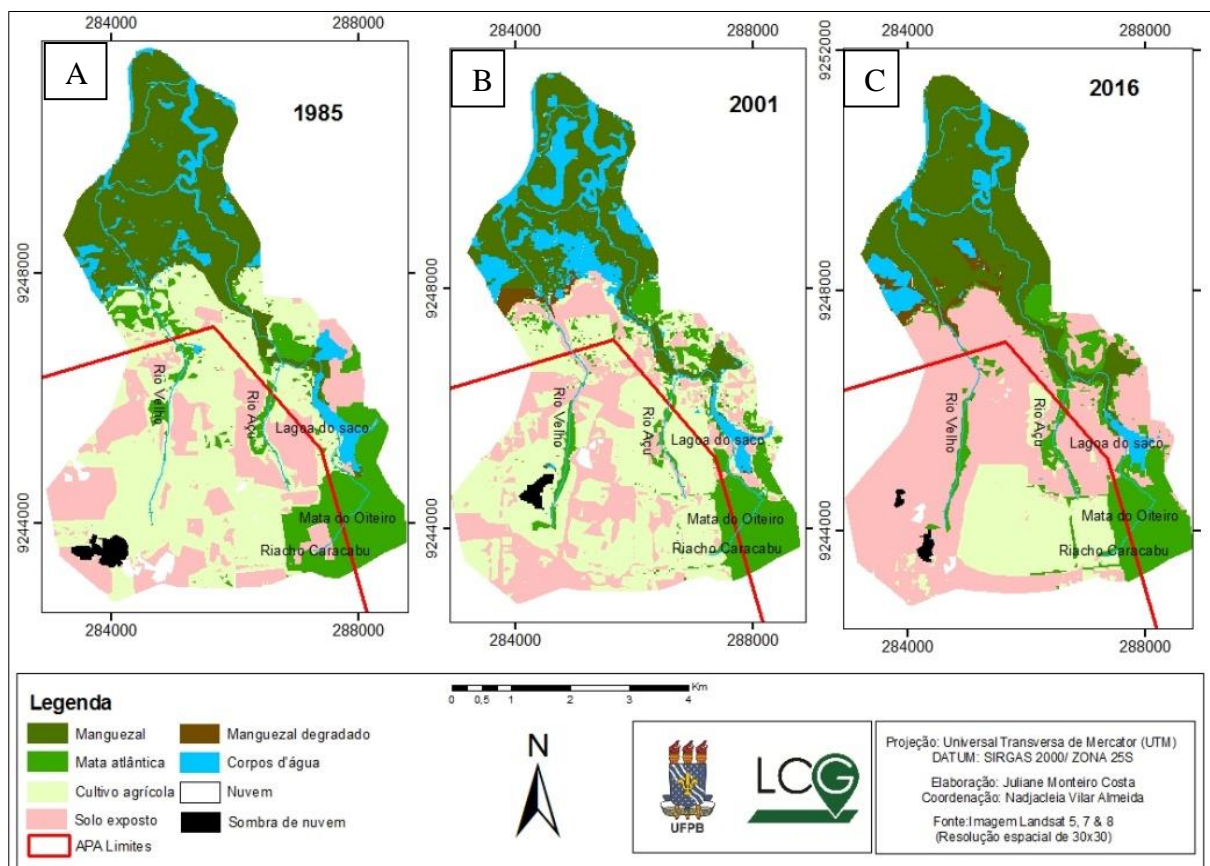 284000 288000
A
1985
9248000
9244000
Rio Velho
Rio Açu
Lagoa do saco
Mata do Oiteiro
Riacho Caracabu
284000 288000
284000 288000
B
2001
9248000
9244000
Rio Velho
Rio Açu
Lagoa do saco
Mata do Oiteiro
Riacho Caracabu
284000 288000
284000 288000
C
2016
9252000
9248000
9244000
Rio Velho
Rio Açu
Lagoa do saco
Mata do Oiteiro
Riacho Caracabu
284000 288000
Legenda
Manguezal
Mata atlântica
Cultivo agrícola
Solo exposto
APA Limites
Manguezal degradado
Corpos d'água
Nuvem
Sombra de nuvem
Km
0 0,5 1 2 3 4
N
UFPB
LCG
Projeção: Universal Transversa de Mercator (UTM)
DATUM: SIRGAS 2000/ ZONA 25S
Elaboração: Juliane Monteiro Costa
Coordenação: Nadjacleia Vilar Almeida
Fonte:Imagem Landsat 5, 7 & 8
(Resolução espacial de 30x30)